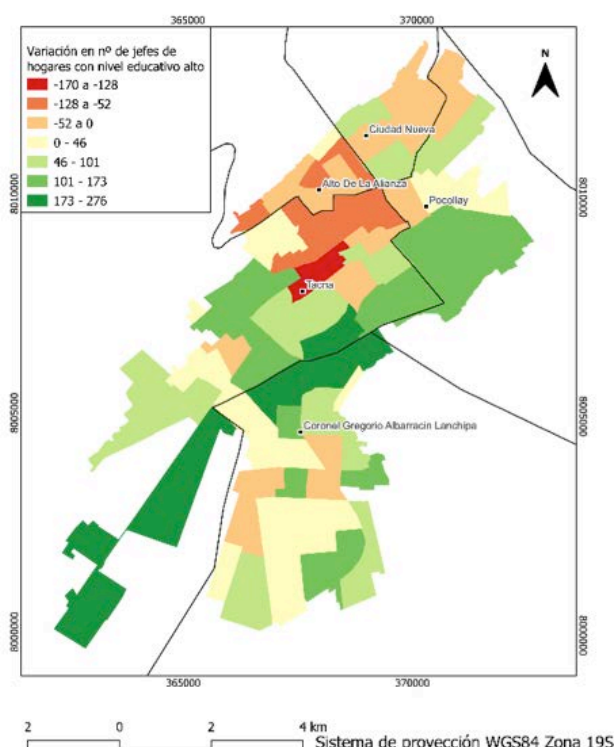 365000
370000
Variación en nº de jefes de
hogares con nivel educativo alto
-170 a -128
-128 a -52
-52 a 0
0 - 46
46 - 101
101 - 173
173 - 276
N
Ciudad Nueva
Alto De La Alianza
Pocollay
Tacna
Coronel Gregorio Albarracin Lanchipa
8010000
8010000
8005000
8005000
8000000
8000000
365000
370000
2 0 2 4 km
Sistema de proyección WGS84 Zona 19S